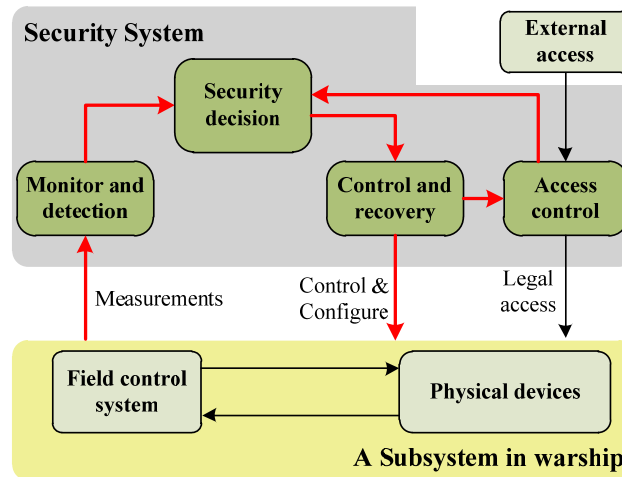 Security System
External
access
Security
decision
Monitor and
detection
Control and
recovery
Access
control
Measurements
Control &
Configure
Legal
access
Field control
system
Physical devices
A Subsystem in warship